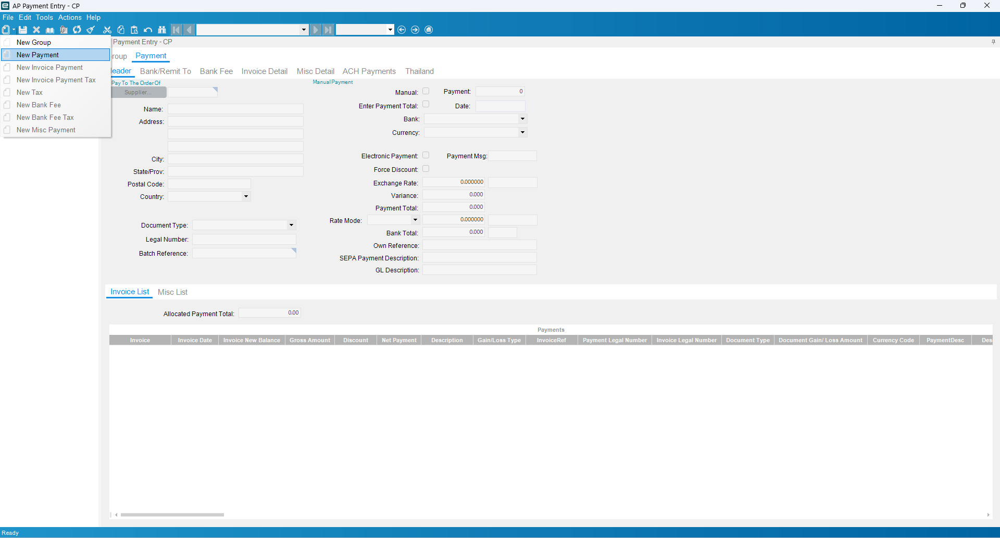 AP Payment Entry - CP
File Edit Tools Actions Help
New Group
New Payment
New Invoice Payment
New Invoice Payment Tax
New Tax
New Bank Fee
New Bank Fee Tax
New Misc Payment
Payment Entry - CP
roup Payment
eader Bank/Remit To Bank Fee Invoice Detail Misc Detail ACH Payments Thailand
Pay To The Order Of
Supplier...
Name:
Address:
City:
State/Prov:
Postal Code:
Country:
Document Type:
Legal Number:
Batch Reference:
Manual Payment
Manual: Payment: 0
Enter Payment Total: Date:
Bank:
Currency:
Electronic Payment: Payment Msg:
Force Discount:
Exchange Rate: 0.000000
Variance: 0.000
Payment Total: 0.000
Rate Mode: 0.000000
Bank Total: 0.000
Own Reference:
SEPA Payment Description:
GL Description:
Invoice List Misc List
Allocated Payment Total: 0.00
Payments
Invoice Invoice Date Invoice New Balance Gross Amount Discount Net Payment Description Gain/Loss Type InvoiceRef Payment Legal Number Invoice Legal Number Document Type Document Gain/ Loss Amount Currency Code PaymentDesc Des
Ready